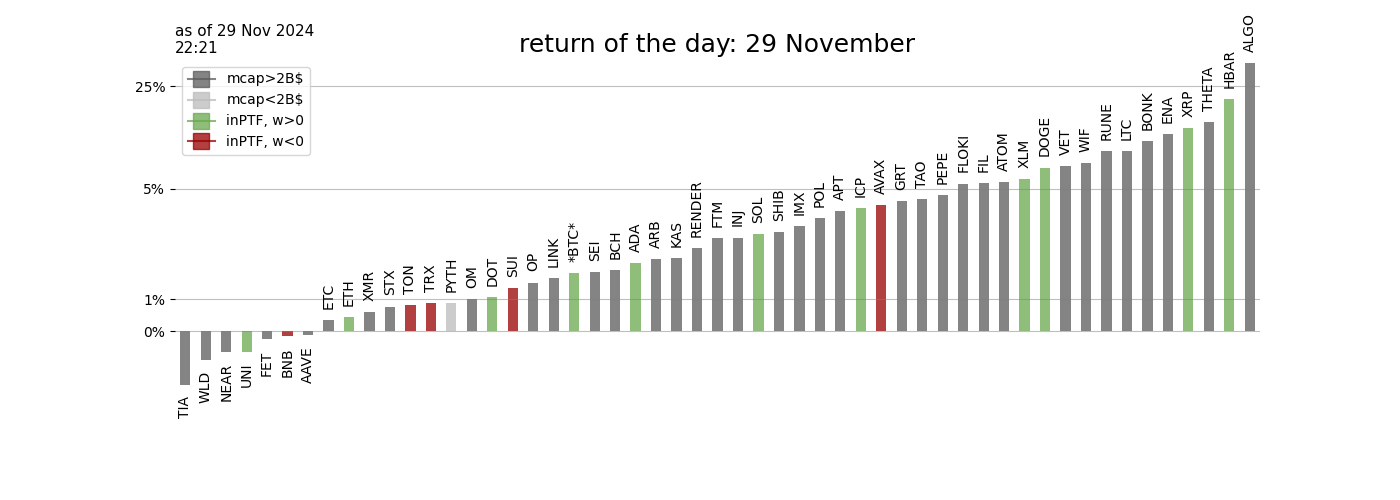 as of 29 Nov 2024
22:21
return of the day: 29 November
mcap>2B$
mcap<2B$
inPTF, w>0
inPTF, w<0
25%
5%
1%
0%
TIA
WLD
NEAR
UNI
FET
BNB
AAVE
ETC
ETH
XMR
STX
TON
TRX
PYTH
OM
DOT
SUI
OP
LINK
*BTC*
SEI
BCH
ADA
ARB
KAS
RENDER
FTM
INJ
SOL
SHIB
IMX
POL
APT
ICP
AVAX
GRT
TAO
PEPE
FLOKI
FIL
ATOM
XLM
DOGE
VET
WIF
RUNE
LTC
BONK
ENA
XRP
THETA
HBAR
ALGO